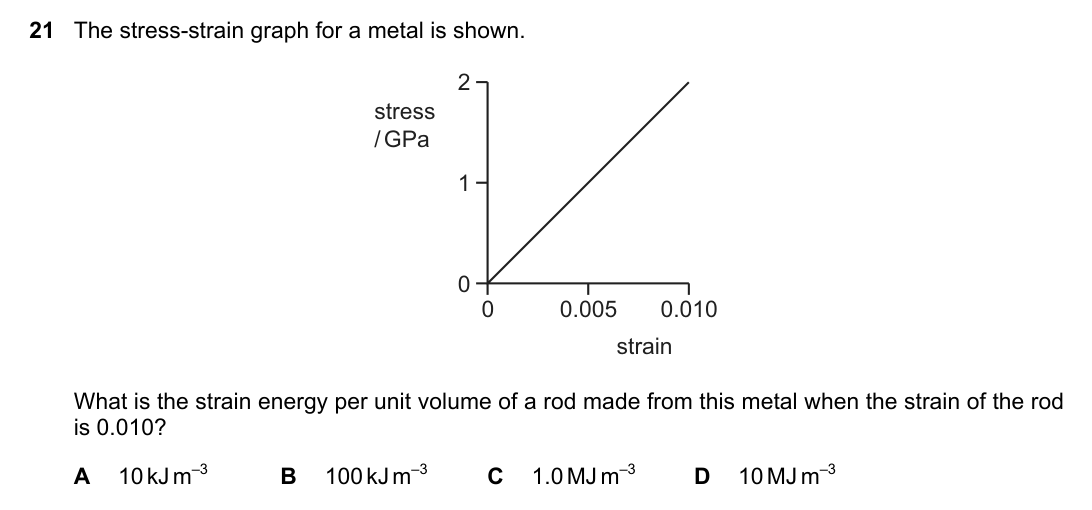 21 The stress-strain graph for a metal is shown.
2
stress
/ GPa
1
0
0 0.005 0.010
strain
What is the strain energy per unit volume of a rod made from this metal when the strain of the rod
is 0.010?
A 10 kJ m⁻³ B 100 kJ m⁻³ C 1.0 MJ m⁻³ D 10 MJ m⁻³